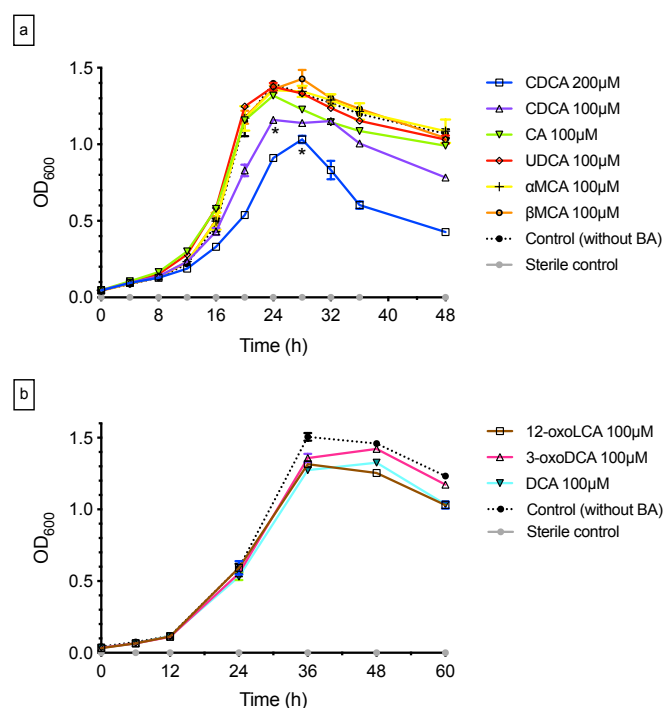 a
1.5
1.0
0.5
0.0
OD600
0 8 16 24 32 40 48
Time (h)
*
*
*
CDCA 200µM
CDCA 100µM
CA 100µM
UDCA 100µM
αMCA 100µM
βMCA 100µM
Control (without BA)
Sterile control
b
1.5
1.0
0.5
0.0
OD600
0 12 24 36 48 60
Time (h)
12-oxoLCA 100µM
3-oxoDCA 100µM
DCA 100µM
Control (without BA)
Sterile control